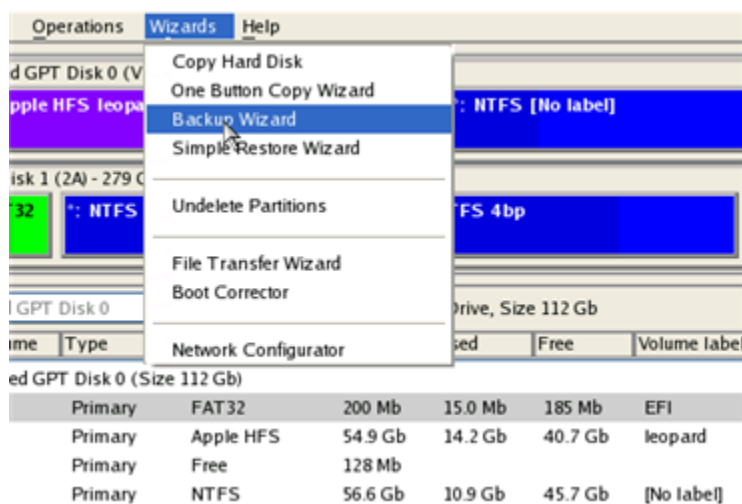 Operations Wizards Help
d GPT Disk 0 (V
Copy Hard Disk
One Button Copy Wizard
pple HFS leopa
*: NTFS [No label]
Backup Wizard
Simple Restore Wizard
isk 1 (2A) - 279 G
32 *: NTFS
Undelete Partitions
FS 4bp
File Transfer Wizard
Boot Corrector
GPT Disk 0
Drive, Size 112 Gb
Network Configurator
me Type sed Free Volume label
ed GPT Disk 0 (Size 112 Gb)
Primary FAT32 200 Mb 15.0 Mb 185 Mb EFI
Primary Apple HFS 54.9 Gb 14.2 Gb 40.7 Gb leopard
Primary Free 128 Mb
Primary NTFS 56.6 Gb 10.9 Gb 45.7 Gb [No label]